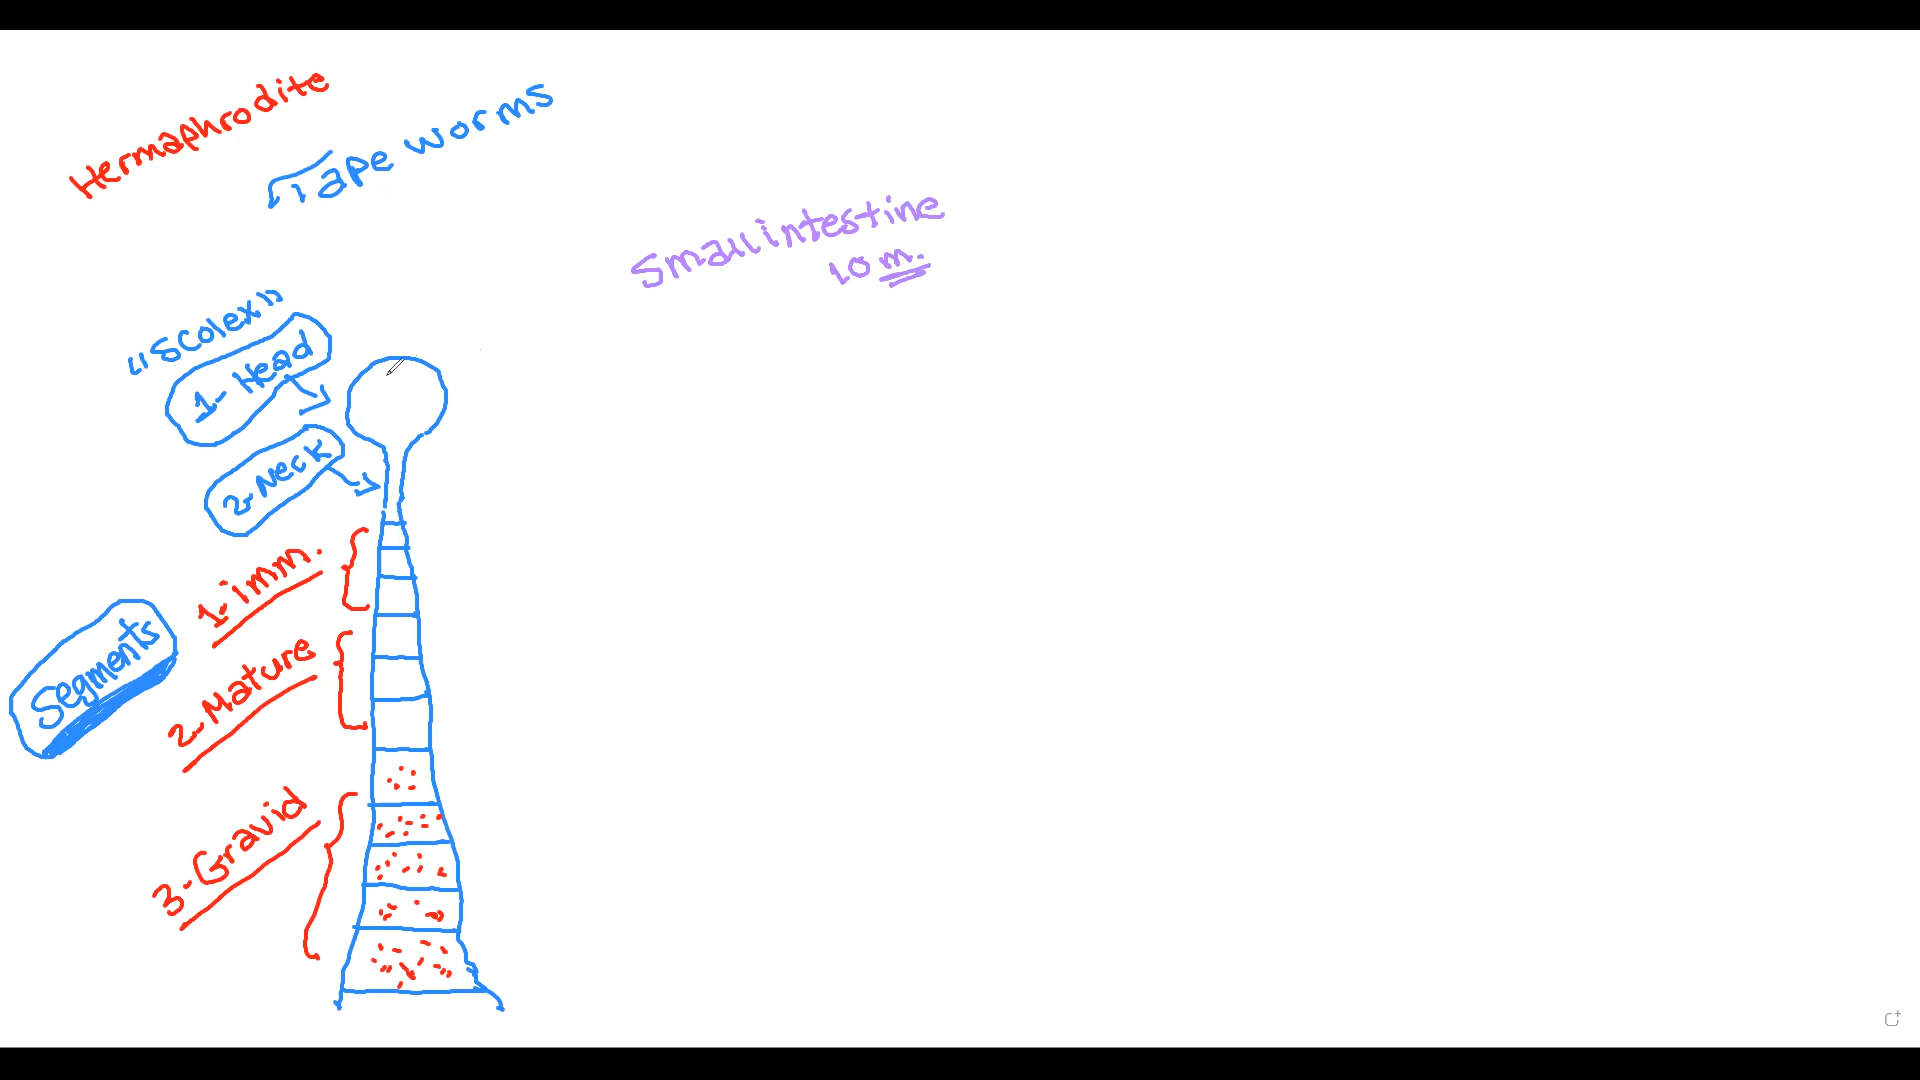 Hermaphrodite
Tape worms
Small intestine
10 m.
"Scolex"
1- Head
2- Neck
1- imm.
Segments
2- Mature
3- Gravid